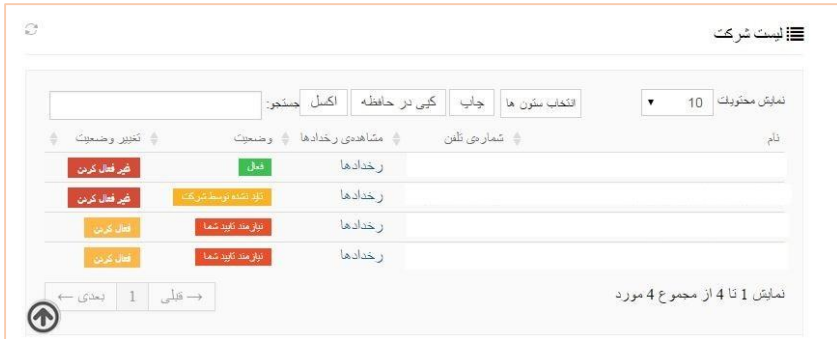 لیست شرکت
نمایش محتویات 10 انتخاب ستون ها چاپ کپی در حافظه اکسل جستجو:
نام شماره‌ی تلفن مشاهده‌ی رخدادها وضعیت تغییر وضعیت
رخدادها فعال غیر فعال کردن
رخدادها تایید نشده توسط شرکت غیر فعال کردن
رخدادها نیازمند تایید شما فعال کردن
رخدادها نیازمند تایید شما فعال کردن
نمایش 1 تا 4 از مجموع 4 مورد → قبلی 1 بعدی ←